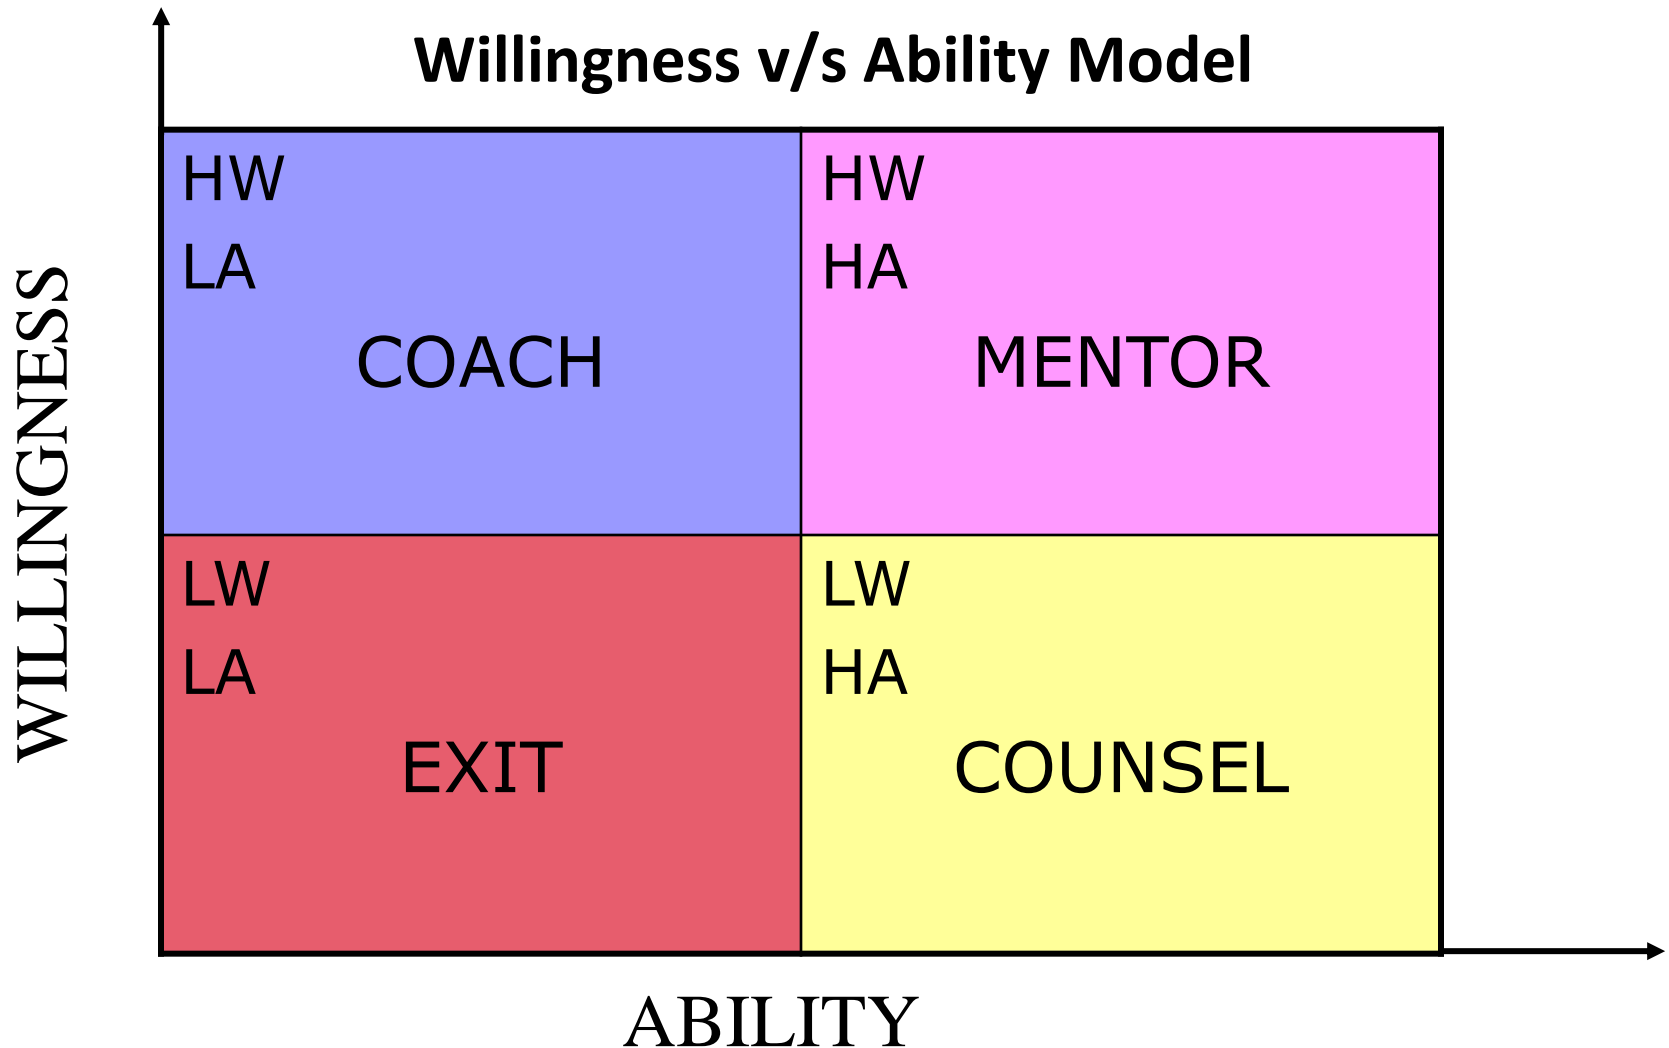 Willingness v/s Ability Model
WILLINGNESS
HW
LA
COACH
HW
HA
MENTOR
LW
LA
EXIT
LW
HA
COUNSEL
ABILITY